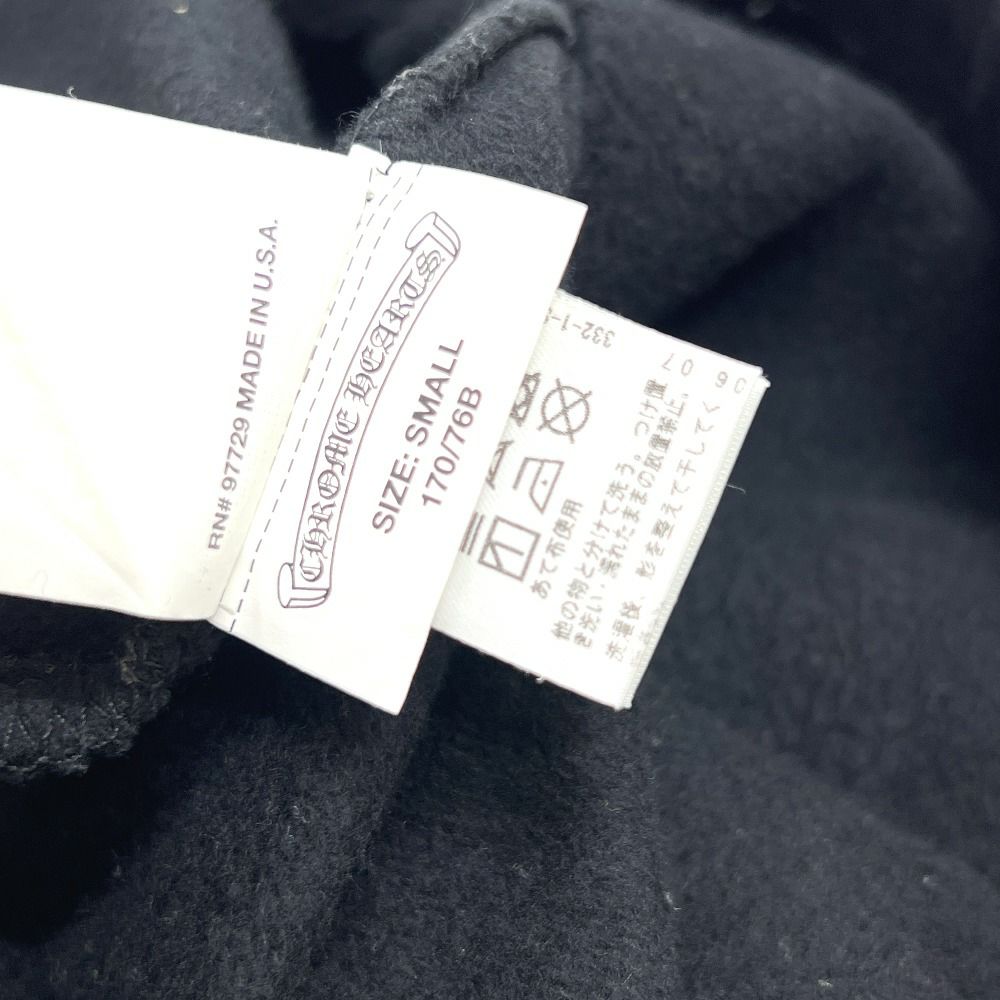 RN# 97729 MADE IN U.S.A.
CHROME HEARTS
SIZE: SMALL
170/76B
332-1-
07
06
あて布使用
他の物と分けて洗う。つけ置
き洗い、濡れたままの放置禁止。
洗濯後、形を整えて干してく